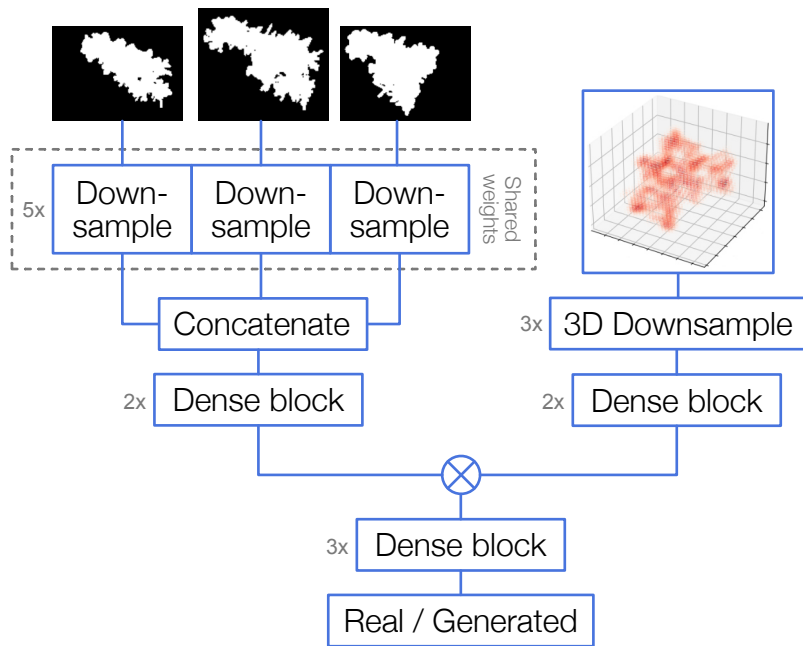 5x
Down-
sample
Down-
sample
Down-
sample
Shared
weights
Concatenate
3x
3D Downsample
2x
Dense block
2x
Dense block
3x
Dense block
Real / Generated